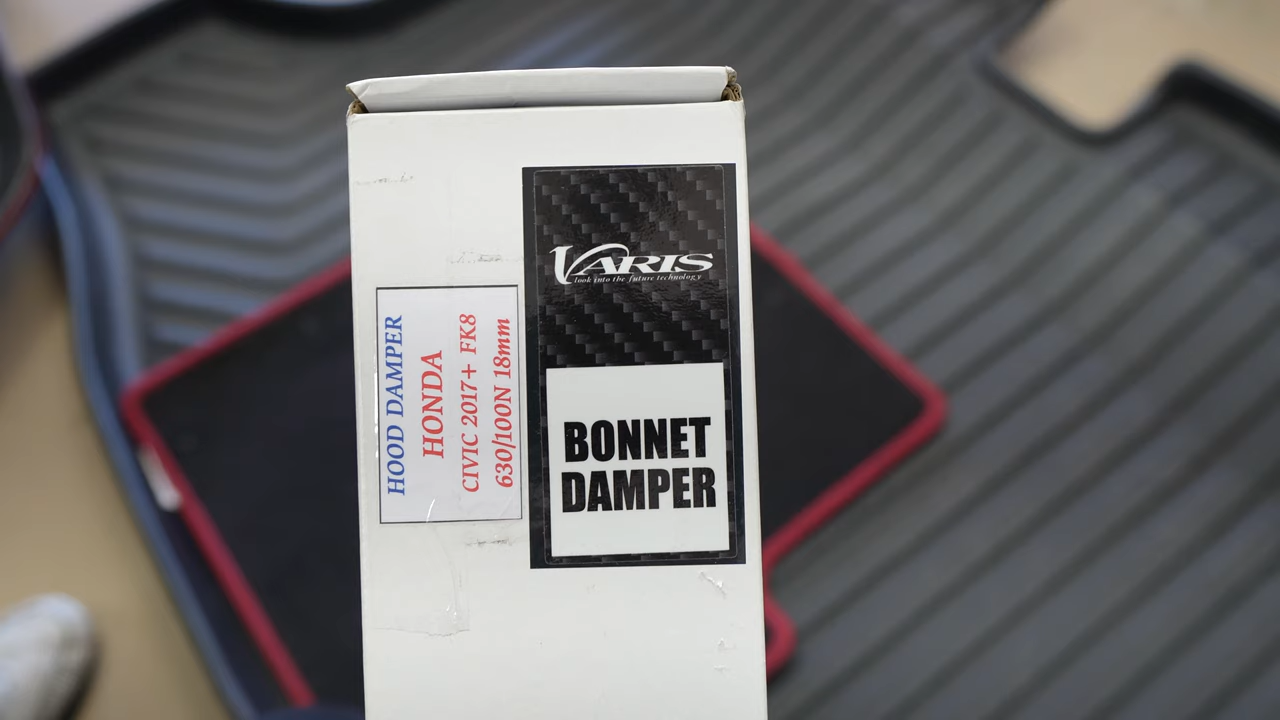 HOOD DAMPER
HONDA
CIVIC 2017+ FK8
630/100N 18mm
VARIS
look into the future technology
BONNET
DAMPER